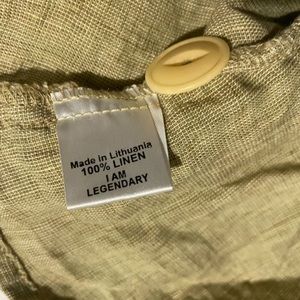 Made in Lithuania
100% LINEN
I AM
LEGENDARY